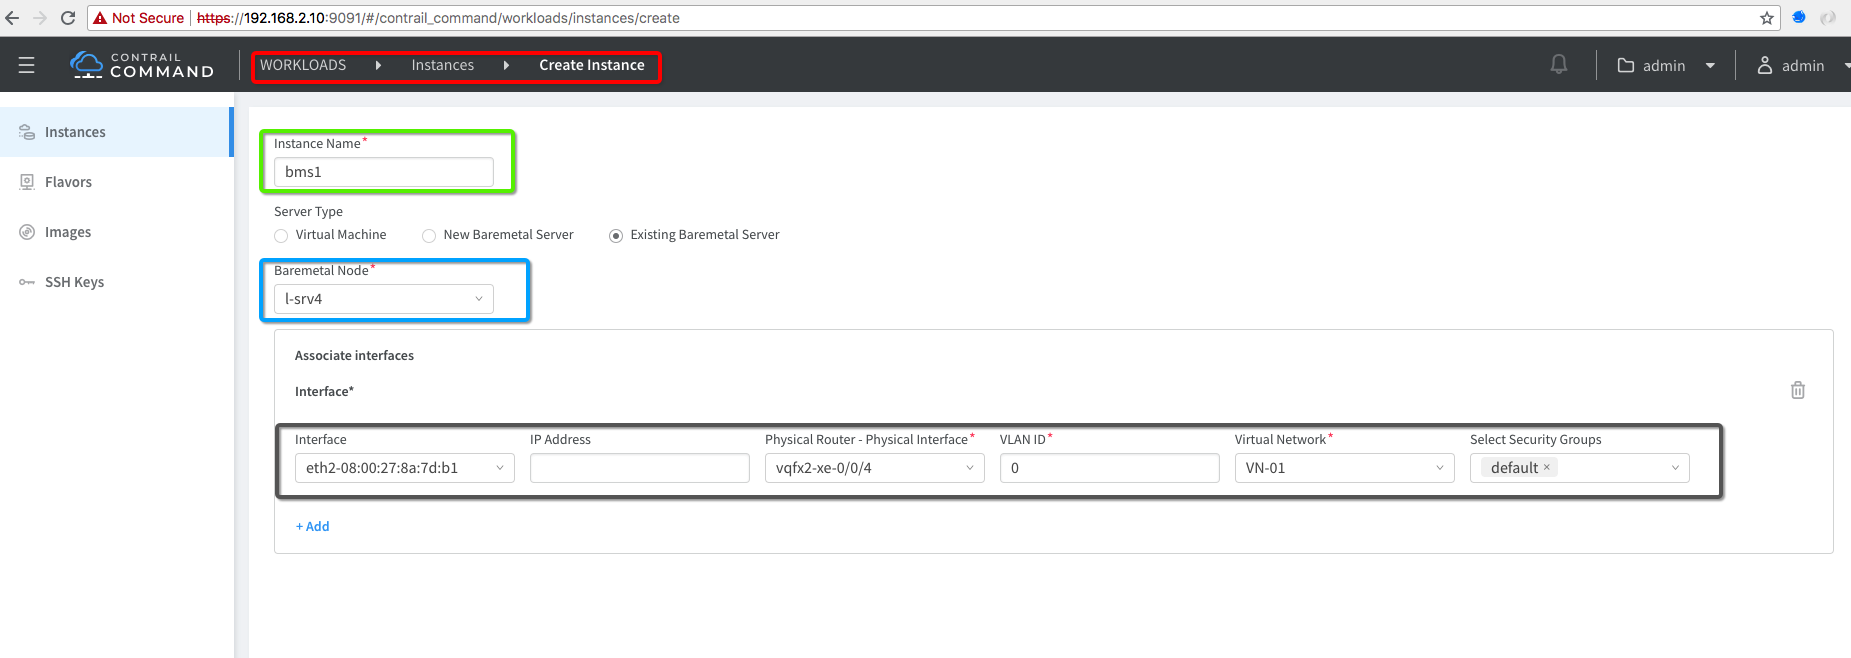 Not Secure https://192.168.2.10:9091/#/contrail_command/workloads/instances/create
CONTRAIL
COMMAND
WORKLOADS Instances Create Instance
admin admin
Instances
Flavors
Images
SSH Keys
Instance Name*
bms1
Server Type
Virtual Machine New Baremetal Server Existing Baremetal Server
Baremetal Node*
l-srv4
Associate interfaces
Interface*
Interface IP Address Physical Router - Physical Interface* VLAN ID* Virtual Network* Select Security Groups
eth2-08:00:27:8a:7d:b1 vqfx2-xe-0/0/4 0 VN-01 default ×
+ Add